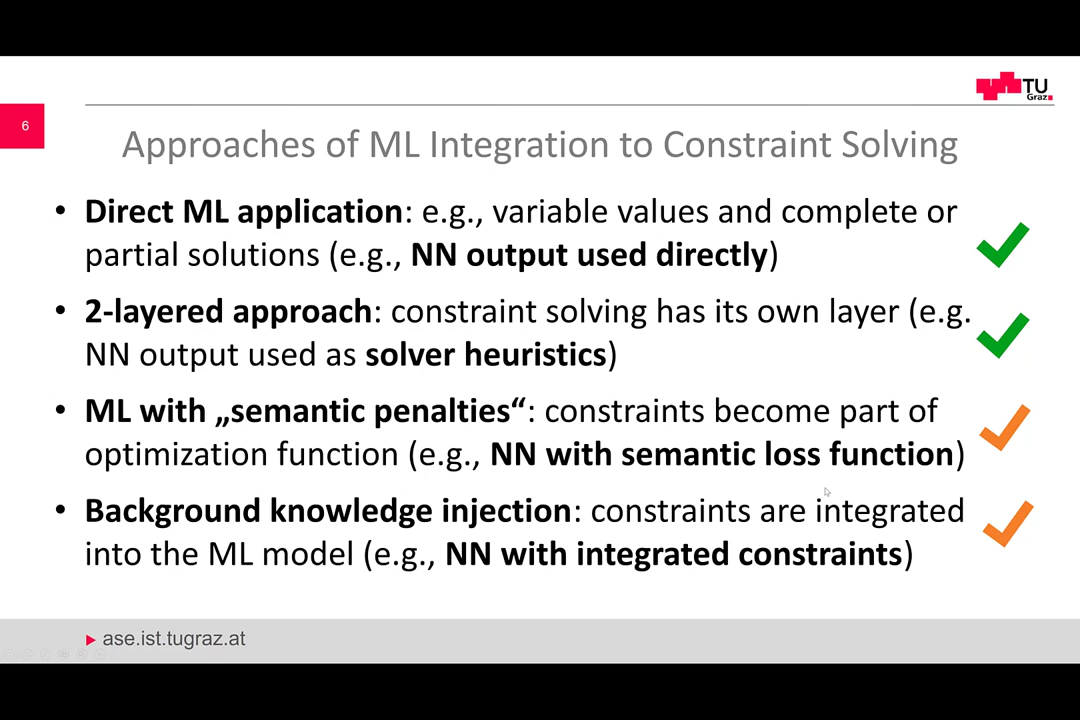 TU
Graz
6
Approaches of ML Integration to Constraint Solving
• Direct ML application: e.g., variable values and complete or
partial solutions (e.g., NN output used directly)
• 2-layered approach: constraint solving has its own layer (e.g.
NN output used as solver heuristics)
• ML with „semantic penalties“: constraints become part of
optimization function (e.g., NN with semantic loss function)
• Background knowledge injection: constraints are integrated
into the ML model (e.g., NN with integrated constraints)
ase.ist.tugraz.at